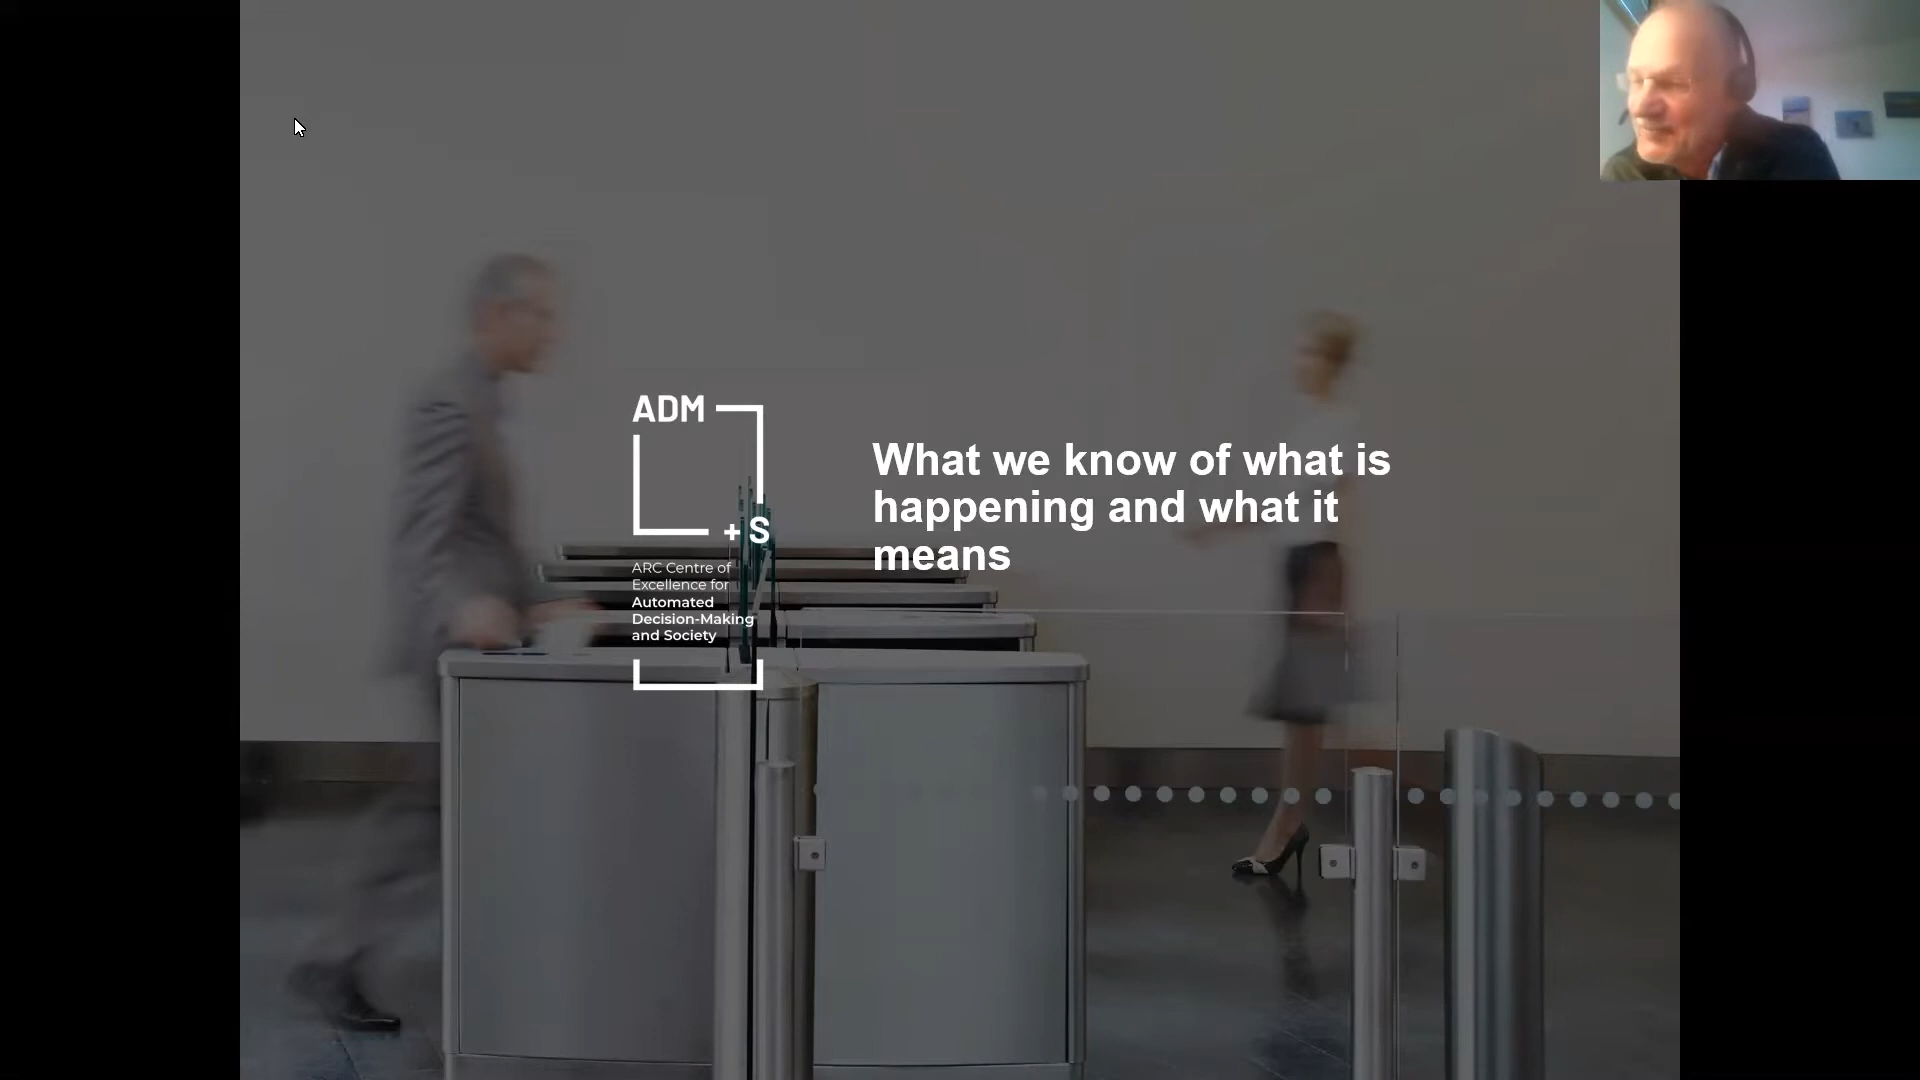 ADM
+ S
ARC Centre of
Excellence for
Automated
Decision-Making
and Society
What we know of what is
happening and what it
means